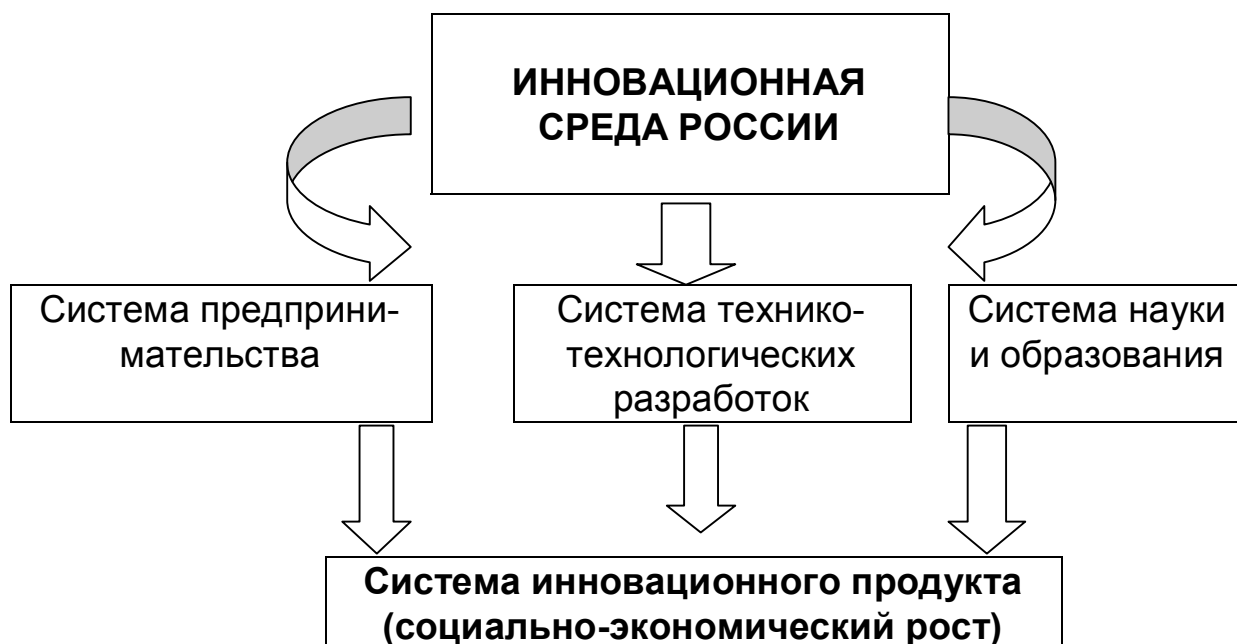 ИННОВАЦИОННАЯ
СРЕДА РОССИИ
Система предприни-
мательства
Система технико-
технологических
разработок
Система науки
и образования
Система инновационного продукта
(социально-экономический рост)